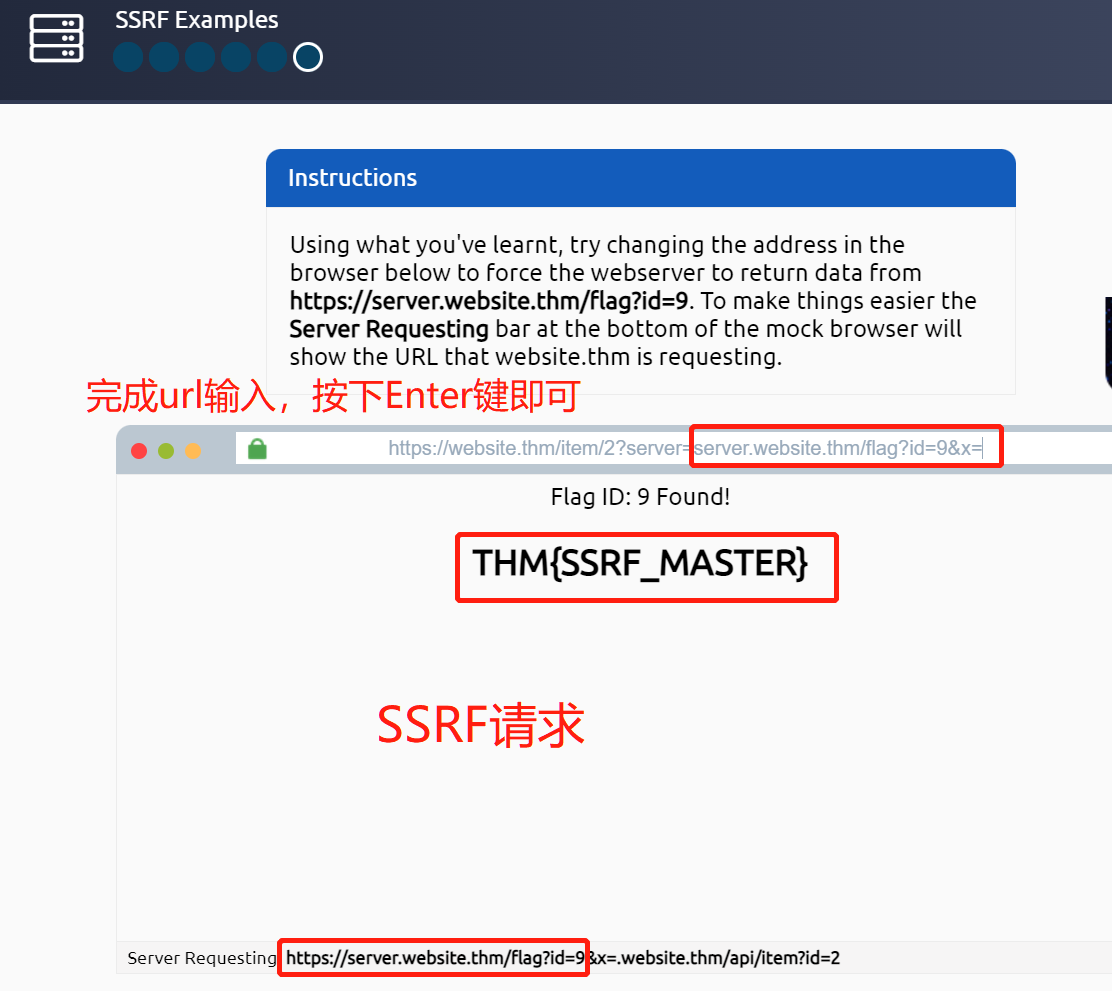 SSRF Examples
Instructions
Using what you've learnt, try changing the address in the
browser below to force the webserver to return data from
https://server.website.thm/flag?id=9. To make things easier the
Server Requesting bar at the bottom of the mock browser will
show the URL that website.thm is requesting.
完成url输入，按下Enter键即可
https://website.thm/item/2?server=server.website.thm/flag?id=9&x=
Flag ID: 9 Found!
THM{SSRF_MASTER}
SSRF请求
Server Requesting https://server.website.thm/flag?id=9&x=.website.thm/api/item?id=2